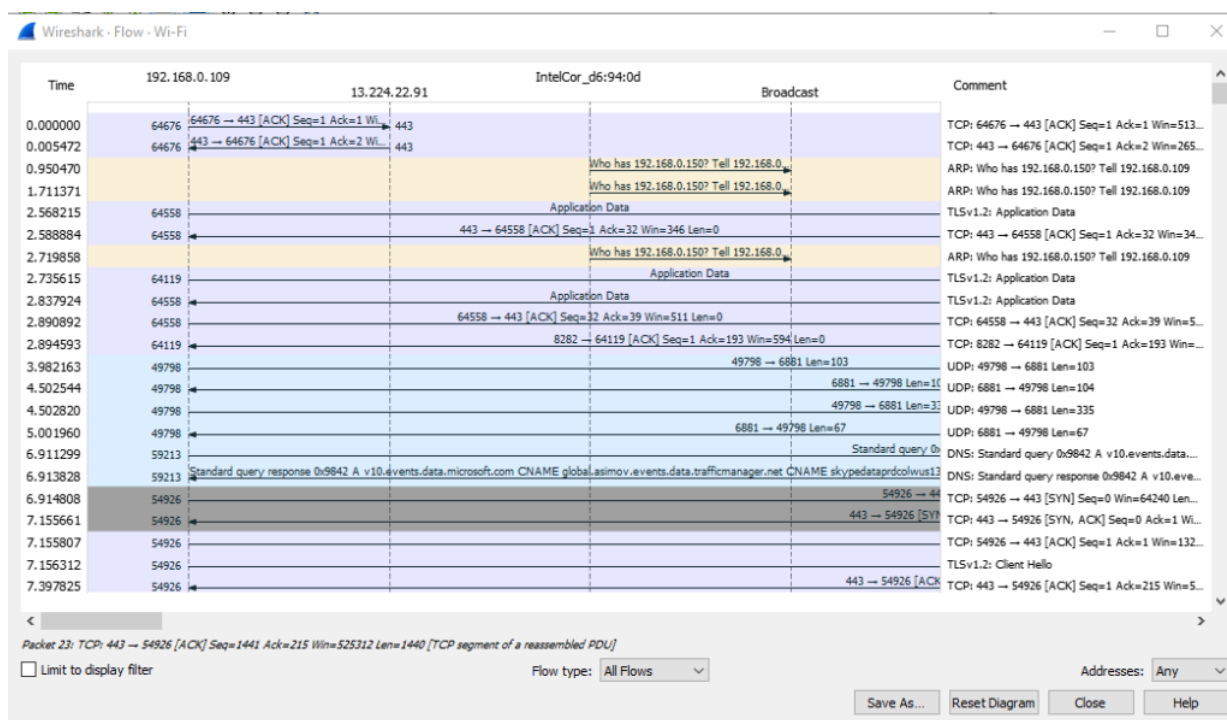 Wireshark · Flow · Wi-Fi
Time 192.168.0.109 13.224.22.91 IntelCor_d6:94:0d Broadcast Comment
0.000000 64676 64676 → 443 [ACK] Seq=1 Ack=1 Wi... 443 TCP: 64676 → 443 [ACK] Seq=1 Ack=1 Win=513...
0.005472 64676 443 → 64676 [ACK] Seq=1 Ack=2 Wi... 443 TCP: 443 → 64676 [ACK] Seq=1 Ack=2 Win=265...
0.950470 Who has 192.168.0.150? Tell 192.168.0... ARP: Who has 192.168.0.150? Tell 192.168.0.109
1.711371 Who has 192.168.0.150? Tell 192.168.0... ARP: Who has 192.168.0.150? Tell 192.168.0.109
2.568215 64558 Application Data TLSv1.2: Application Data
2.588884 64558 443 → 64558 [ACK] Seq=1 Ack=32 Win=346 Len=0 TCP: 443 → 64558 [ACK] Seq=1 Ack=32 Win=34...
2.719858 Who has 192.168.0.150? Tell 192.168.0... ARP: Who has 192.168.0.150? Tell 192.168.0.109
2.735615 64119 Application Data TLSv1.2: Application Data
2.837924 64558 Application Data TLSv1.2: Application Data
2.890892 64558 64558 → 443 [ACK] Seq=32 Ack=39 Win=511 Len=0 TCP: 64558 → 443 [ACK] Seq=32 Ack=39 Win=5...
2.894593 64119 8282 → 64119 [ACK] Seq=1 Ack=193 Win=594 Len=0 TCP: 8282 → 64119 [ACK] Seq=1 Ack=193 Win=...
3.982163 49798 49798 → 6881 Len=103 UDP: 49798 → 6881 Len=103
4.502544 49798 6881 → 49798 Len=10 UDP: 6881 → 49798 Len=104
4.502820 49798 49798 → 6881 Len=33 UDP: 49798 → 6881 Len=335
5.001960 49798 6881 → 49798 Len=67 UDP: 6881 → 49798 Len=67
6.911299 59213 Standard query 0x DNS: Standard query 0x9842 A v10.events.data....
6.913828 59213 Standard query response 0x9842 A v10.events.data.microsoft.com CNAME global.asimov.events.data.trafficmanager.net CNAME skypedataprdcolwus13 DNS: Standard query response 0x9842 A v10.eve...
6.914808 54926 54926 → 44 TCP: 54926 → 443 [SYN] Seq=0 Win=64240 Len...
7.155661 54926 443 → 54926 [SYN TCP: 443 → 54926 [SYN, ACK] Seq=0 Ack=1 Wi...
7.155807 54926 TCP: 54926 → 443 [ACK] Seq=1 Ack=1 Win=132...
7.156312 54926 TLSv1.2: Client Hello
7.397825 54926 443 → 54926 [ACK TCP: 443 → 54926 [ACK] Seq=1 Ack=215 Win=5...
Packet 23: TCP: 443 → 54926 [ACK] Seq=1441 Ack=215 Win=525312 Len=1440 [TCP segment of a reassembled PDU]
Limit to display filter Flow type: All Flows Addresses: Any
Save As... Reset Diagram Close Help